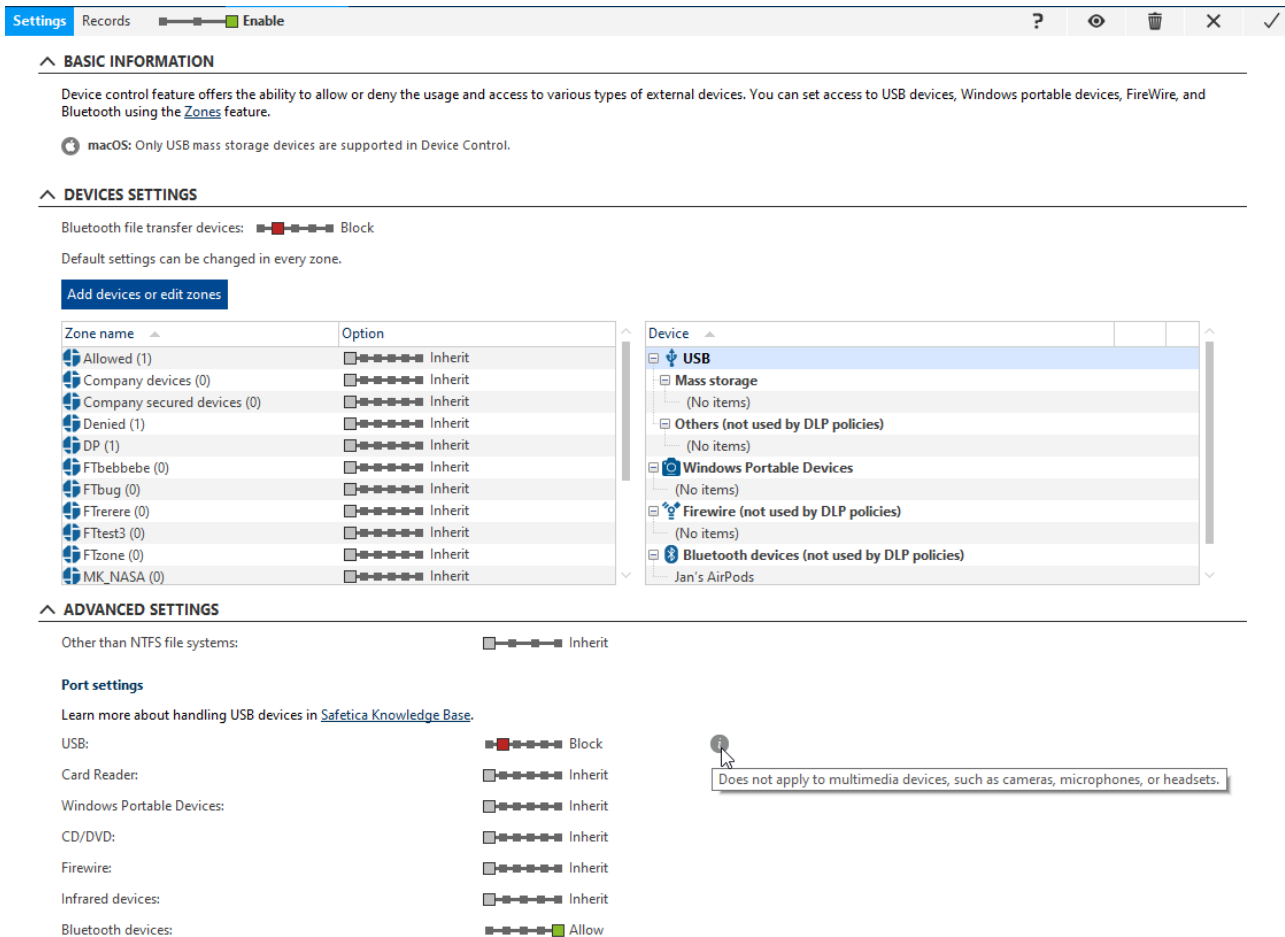 Settings Records Enable ?
BASIC INFORMATION
Device control feature offers the ability to allow or deny the usage and access to various types of external devices. You can set access to USB devices, Windows portable devices, FireWire, and
Bluetooth using the Zones feature.
macOS: Only USB mass storage devices are supported in Device Control.
DEVICES SETTINGS
Bluetooth file transfer devices: Block
Default settings can be changed in every zone.
Add devices or edit zones
Zone name Option
Allowed (1) Inherit
Company devices (0) Inherit
Company secured devices (0) Inherit
Denied (1) Inherit
DP (1) Inherit
FTbebbebe (0) Inherit
FTbug (0) Inherit
FTrerere (0) Inherit
FTtest3 (0) Inherit
FTzone (0) Inherit
MK_NASA (0) Inherit
Device
USB
Mass storage
(No items)
Others (not used by DLP policies)
(No items)
Windows Portable Devices
(No items)
Firewire (not used by DLP policies)
(No items)
Bluetooth devices (not used by DLP policies)
Jan's AirPods
ADVANCED SETTINGS
Other than NTFS file systems: Inherit
Port settings
Learn more about handling USB devices in Safetica Knowledge Base.
USB: Block
Does not apply to multimedia devices, such as cameras, microphones, or headsets.
Card Reader: Inherit
Windows Portable Devices: Inherit
CD/DVD: Inherit
Firewire: Inherit
Infrared devices: Inherit
Bluetooth devices: Allow